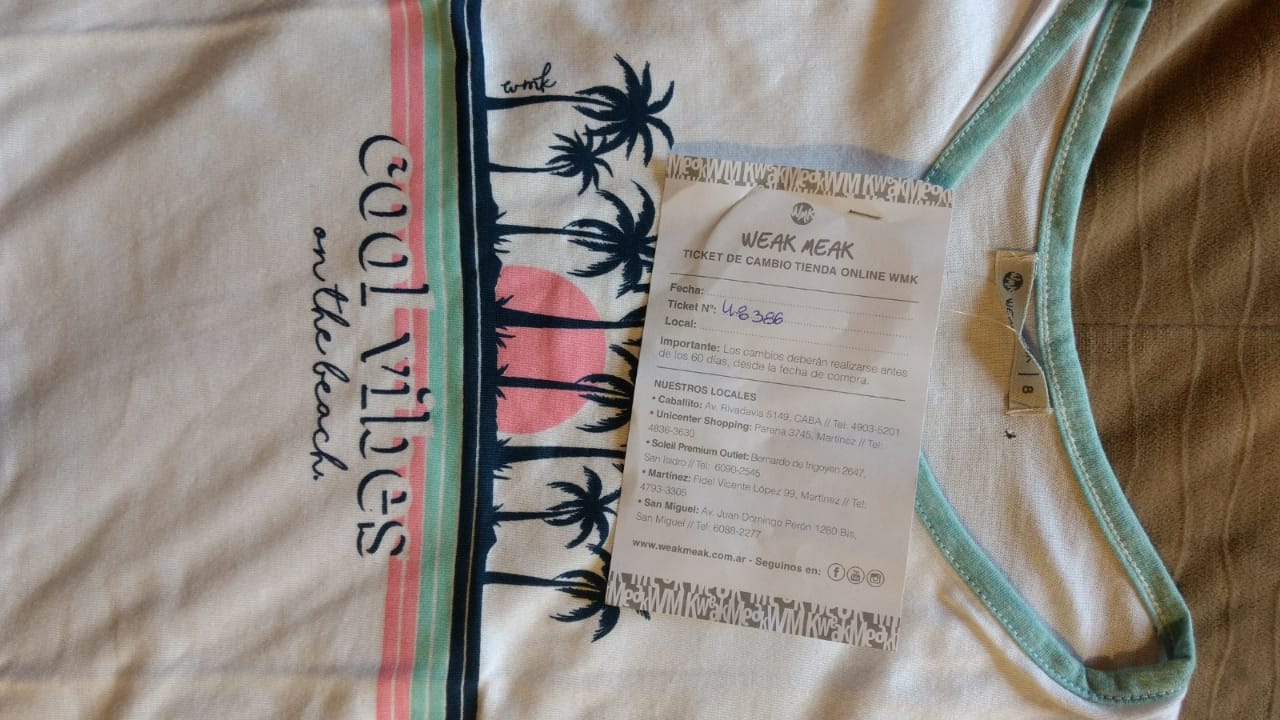 wmk
cool vibes
on the beach.
WMK
WEAK MEAK
TICKET DE CAMBIO TIENDA ONLINE WMK
Fecha:
Ticket Nº: 48386
Local:
Importante: Los cambios deberán realizarse antes
de los 60 días, desde la fecha de compra.
NUESTROS LOCALES
• Caballito: Av. Rivadavia 5149, CABA // Tel: 4903-5201
• Unicenter Shopping: Paraná 3745, Martínez // Tel:
4836-3630
• Soleil Premium Outlet: Bernardo de Irigoyen 2647,
San Isidro // Tel: 6090-2545
• Martínez: Fidel Vicente López 99, Martínez // Tel:
4793-3305
• San Miguel: Av. Juan Domingo Perón 1280 Bis,
San Miguel // Tel: 6088-2277
www.weakmeak.com.ar - Seguinos en:
8